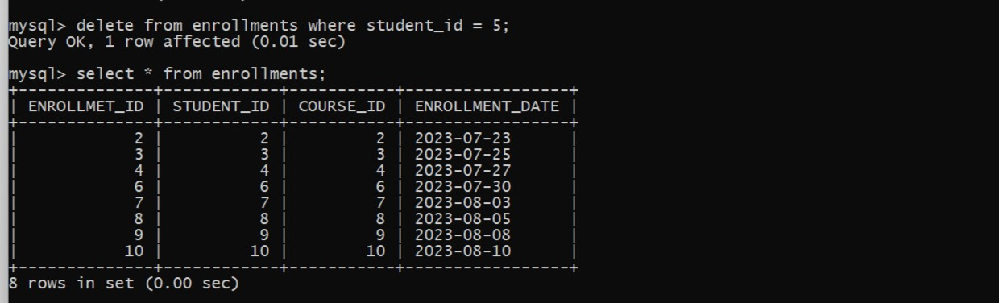 mysql> delete from enrollments where student_id = 5;
Query OK, 1 row affected (0.01 sec)
mysql> select * from enrollments;
+--------------+------------+-----------+-----------------+
| ENROLLMET_ID | STUDENT_ID | COURSE_ID | ENROLLMENT_DATE |
+--------------+------------+-----------+-----------------+
|            2 |          2 |         2 | 2023-07-23      |
|            3 |          3 |         3 | 2023-07-25      |
|            4 |          4 |         4 | 2023-07-27      |
|            6 |          6 |         6 | 2023-07-30      |
|            7 |          7 |         7 | 2023-08-03      |
|            8 |          8 |         8 | 2023-08-05      |
|            9 |          9 |         9 | 2023-08-08      |
|           10 |         10 |        10 | 2023-08-10      |
+--------------+------------+-----------+-----------------+
8 rows in set (0.00 sec)